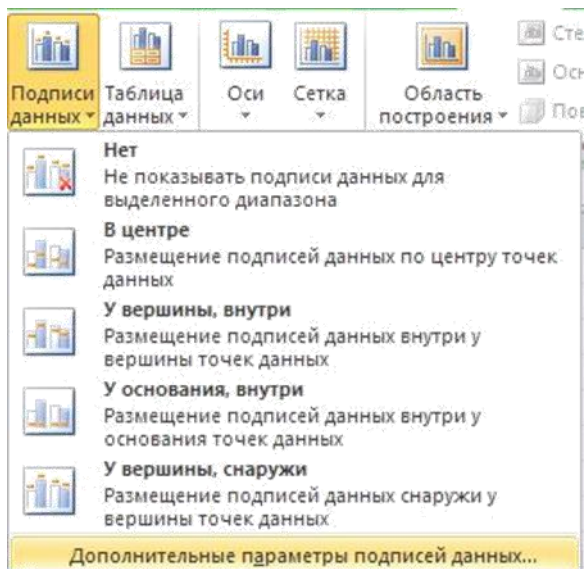 Подписи данных
Таблица данных
Оси
Сетка
Область построения
Нет
Не показывать подписи данных для
выделенного диапазона
В центре
Размещение подписей данных по центру точек
данных
У вершины, внутри
Размещение подписей данных внутри у
вершины точек данных
У основания, внутри
Размещение подписей данных внутри у
основания точек данных
У вершины, снаружи
Размещение подписей данных снаружи у
вершины точек данных
Дополнительные параметры подписей данных...